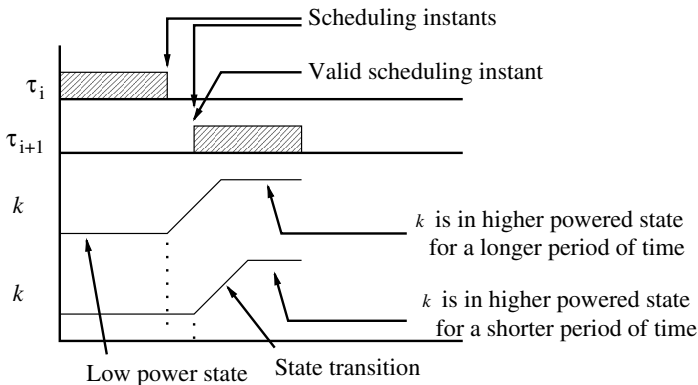 Scheduling instants
Valid scheduling instant
τi
τi+1
k
k is in higher powered state
for a longer period of time
k
k is in higher powered state
for a shorter period of time
Low power state
State transition